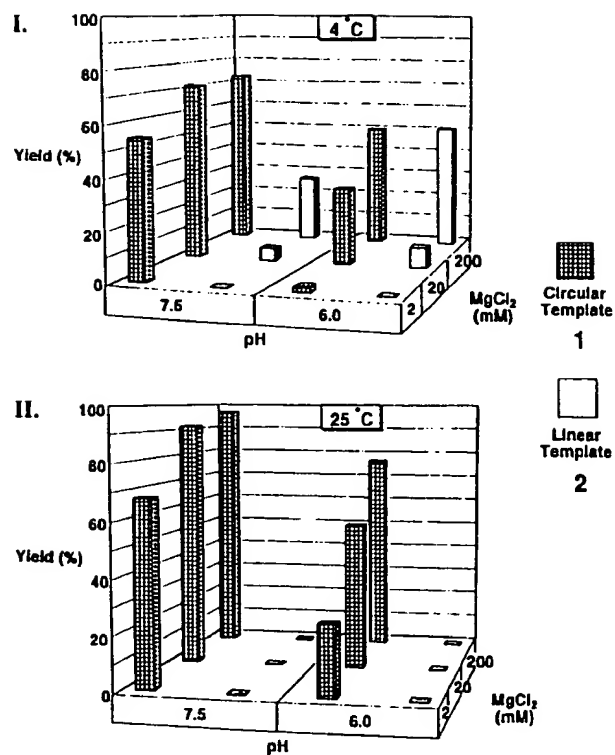 I.
4 °C
100
80
60
Yield (%)
40
20
0
7.5
6.0
pH
2
20
200
MgCl₂
(mM)
Circular
Template
1
Linear
Template
2
II.
25 °C
100
80
60
Yield (%)
40
20
0
7.5
6.0
pH
2
20
200
MgCl₂
(mM)